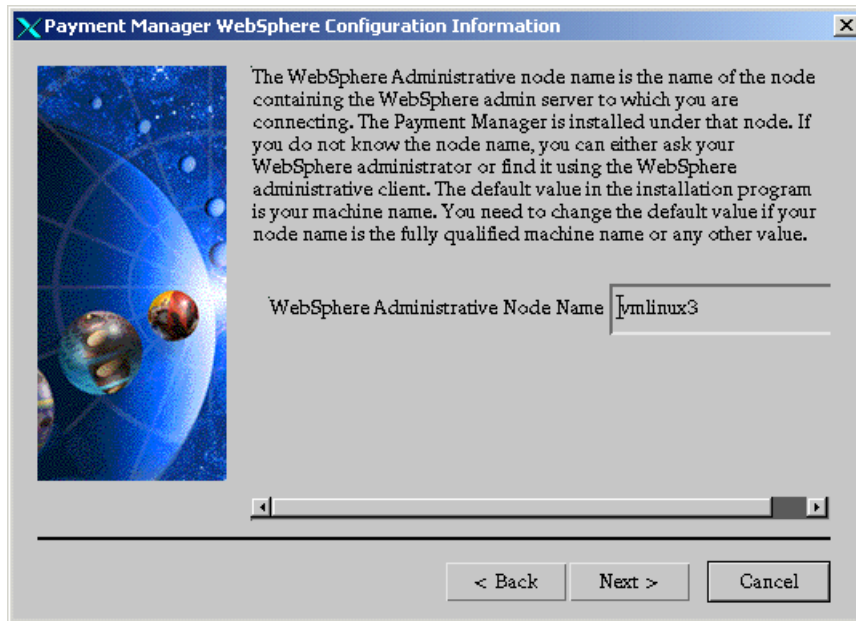 Payment Manager WebSphere Configuration Information
The WebSphere Administrative node name is the name of the node
containing the WebSphere admin server to which you are
connecting. The Payment Manager is installed under that node. If
you do not know the node name, you can either ask your
WebSphere administrator or find it using the WebSphere
administrative client. The default value in the installation program
is your machine name. You need to change the default value if your
node name is the fully qualified machine name or any other value.
WebSphere Administrative Node Name vmlinux3
< Back Next > Cancel